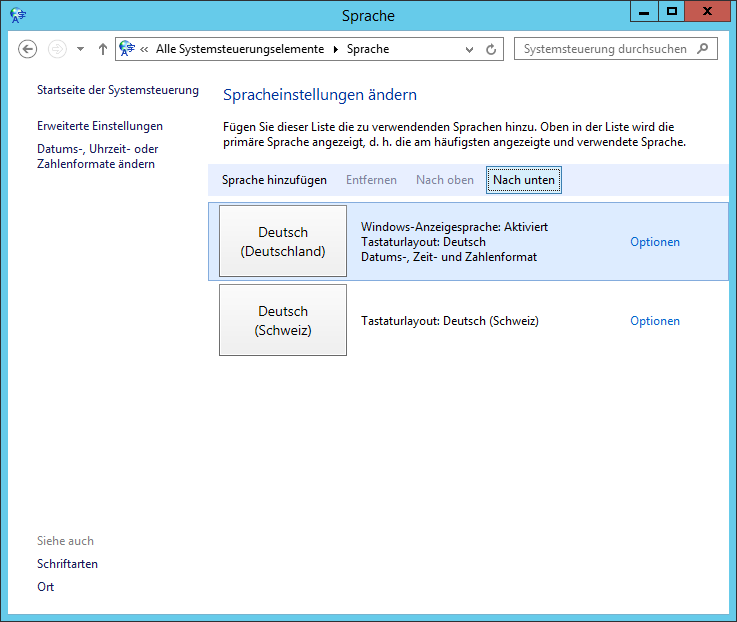 Sprache
« Alle Systemsteuerungselemente Sprache
Systemsteuerung durchsuchen
Startseite der Systemsteuerung
Erweiterte Einstellungen
Datums-, Uhrzeit- oder
Zahlenformate ändern
Spracheinstellungen ändern
Fügen Sie dieser Liste die zu verwendenden Sprachen hinzu. Oben in der Liste wird die
primäre Sprache angezeigt, d. h. die am häufigsten angezeigte und verwendete Sprache.
Sprache hinzufügen Entfernen Nach oben Nach unten
Deutsch
(Deutschland)
Windows-Anzeigesprache: Aktiviert
Tastaturlayout: Deutsch
Datums-, Zeit- und Zahlenformat
Optionen
Deutsch
(Schweiz)
Tastaturlayout: Deutsch (Schweiz)
Optionen
Siehe auch
Schriftarten
Ort